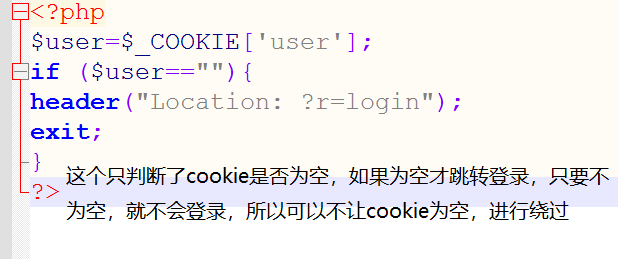 <?php
$user=$_COOKIE['user'];
if ($user==""){
header("Location: ?r=login");
exit;
}
?>
这个只判断了cookie是否为空，如果为空才跳转登录，只要不
为空，就不会登录，所以可以不让cookie为空，进行绕过